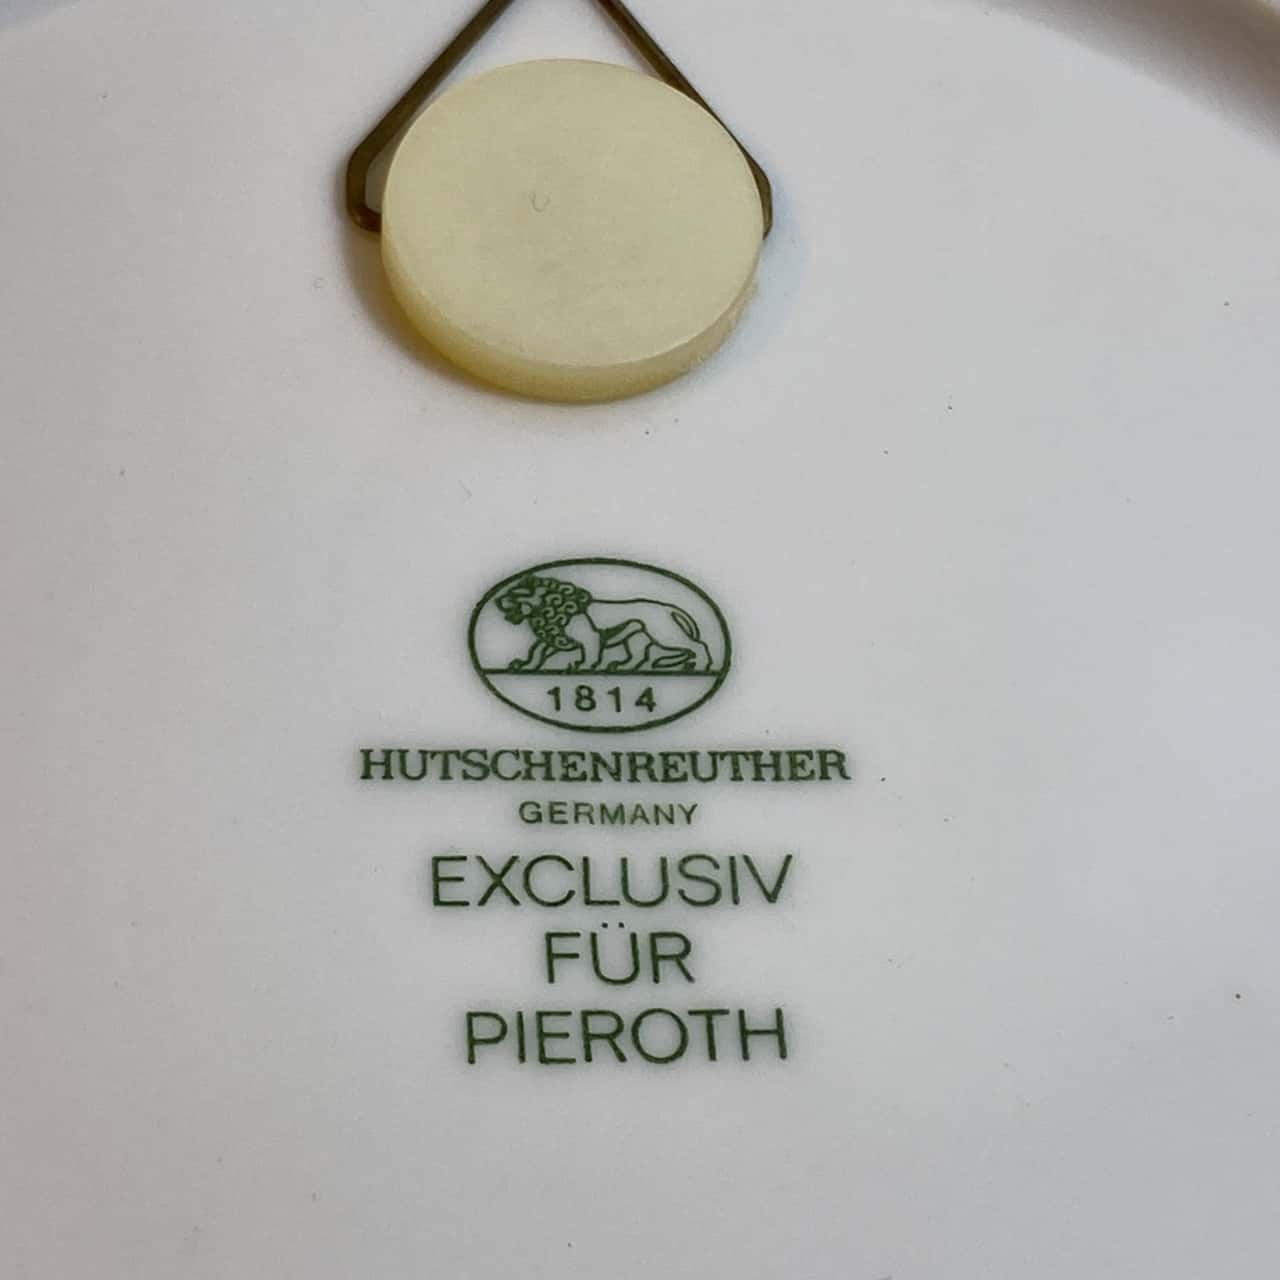 1814
HUTSCHENREUTHER
GERMANY
EXCLUSIV
FÜR
PIEROTH